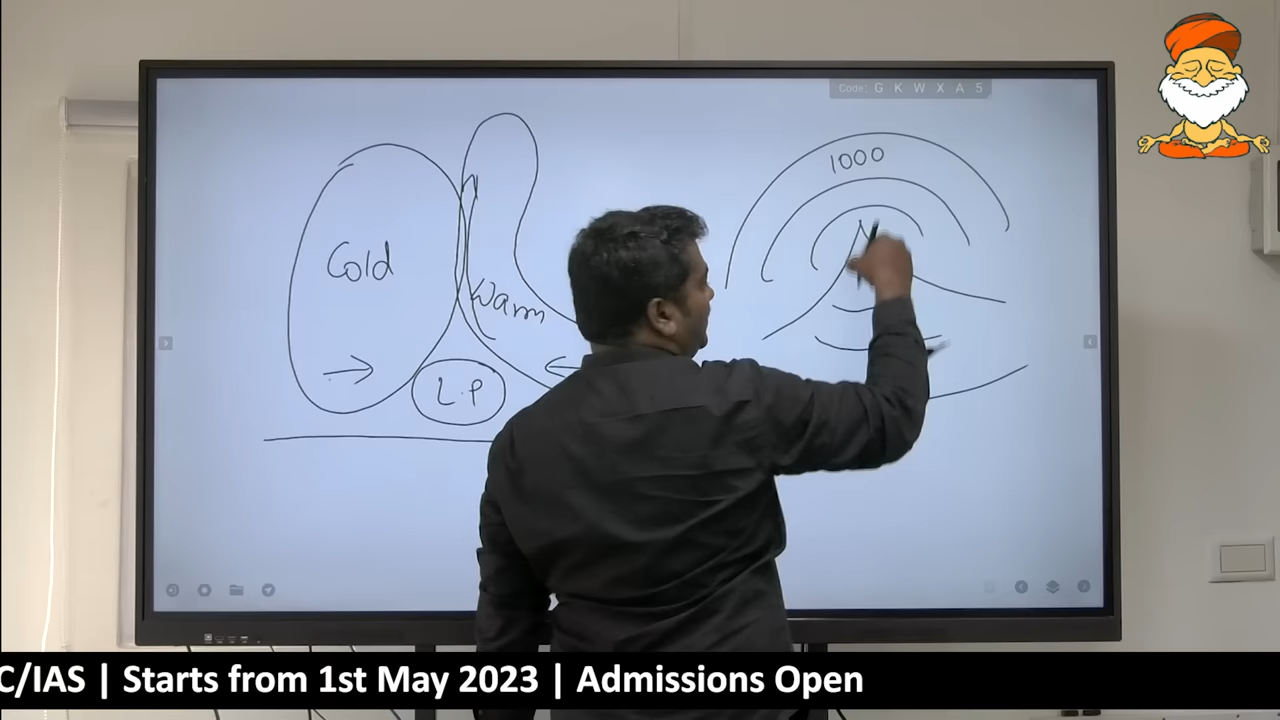 Code: G K W X A 5
1000
Cold
Warm
L.P
C/IAS | Starts from 1st May 2023 | Admissions Open